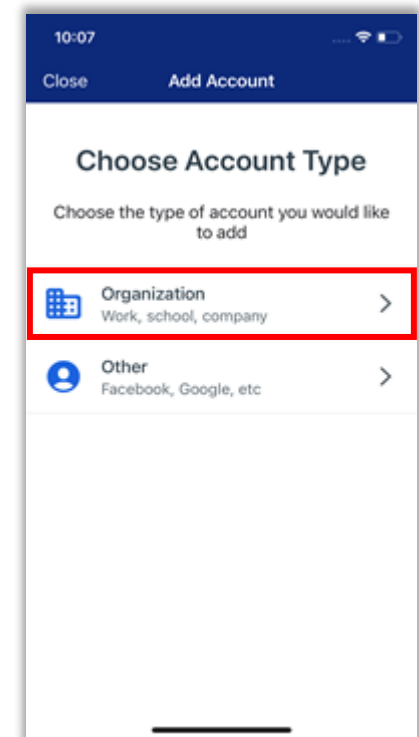 10:07
Close Add Account
Choose Account Type
Choose the type of account you would like
to add
Organization
Work, school, company
Other
Facebook, Google, etc